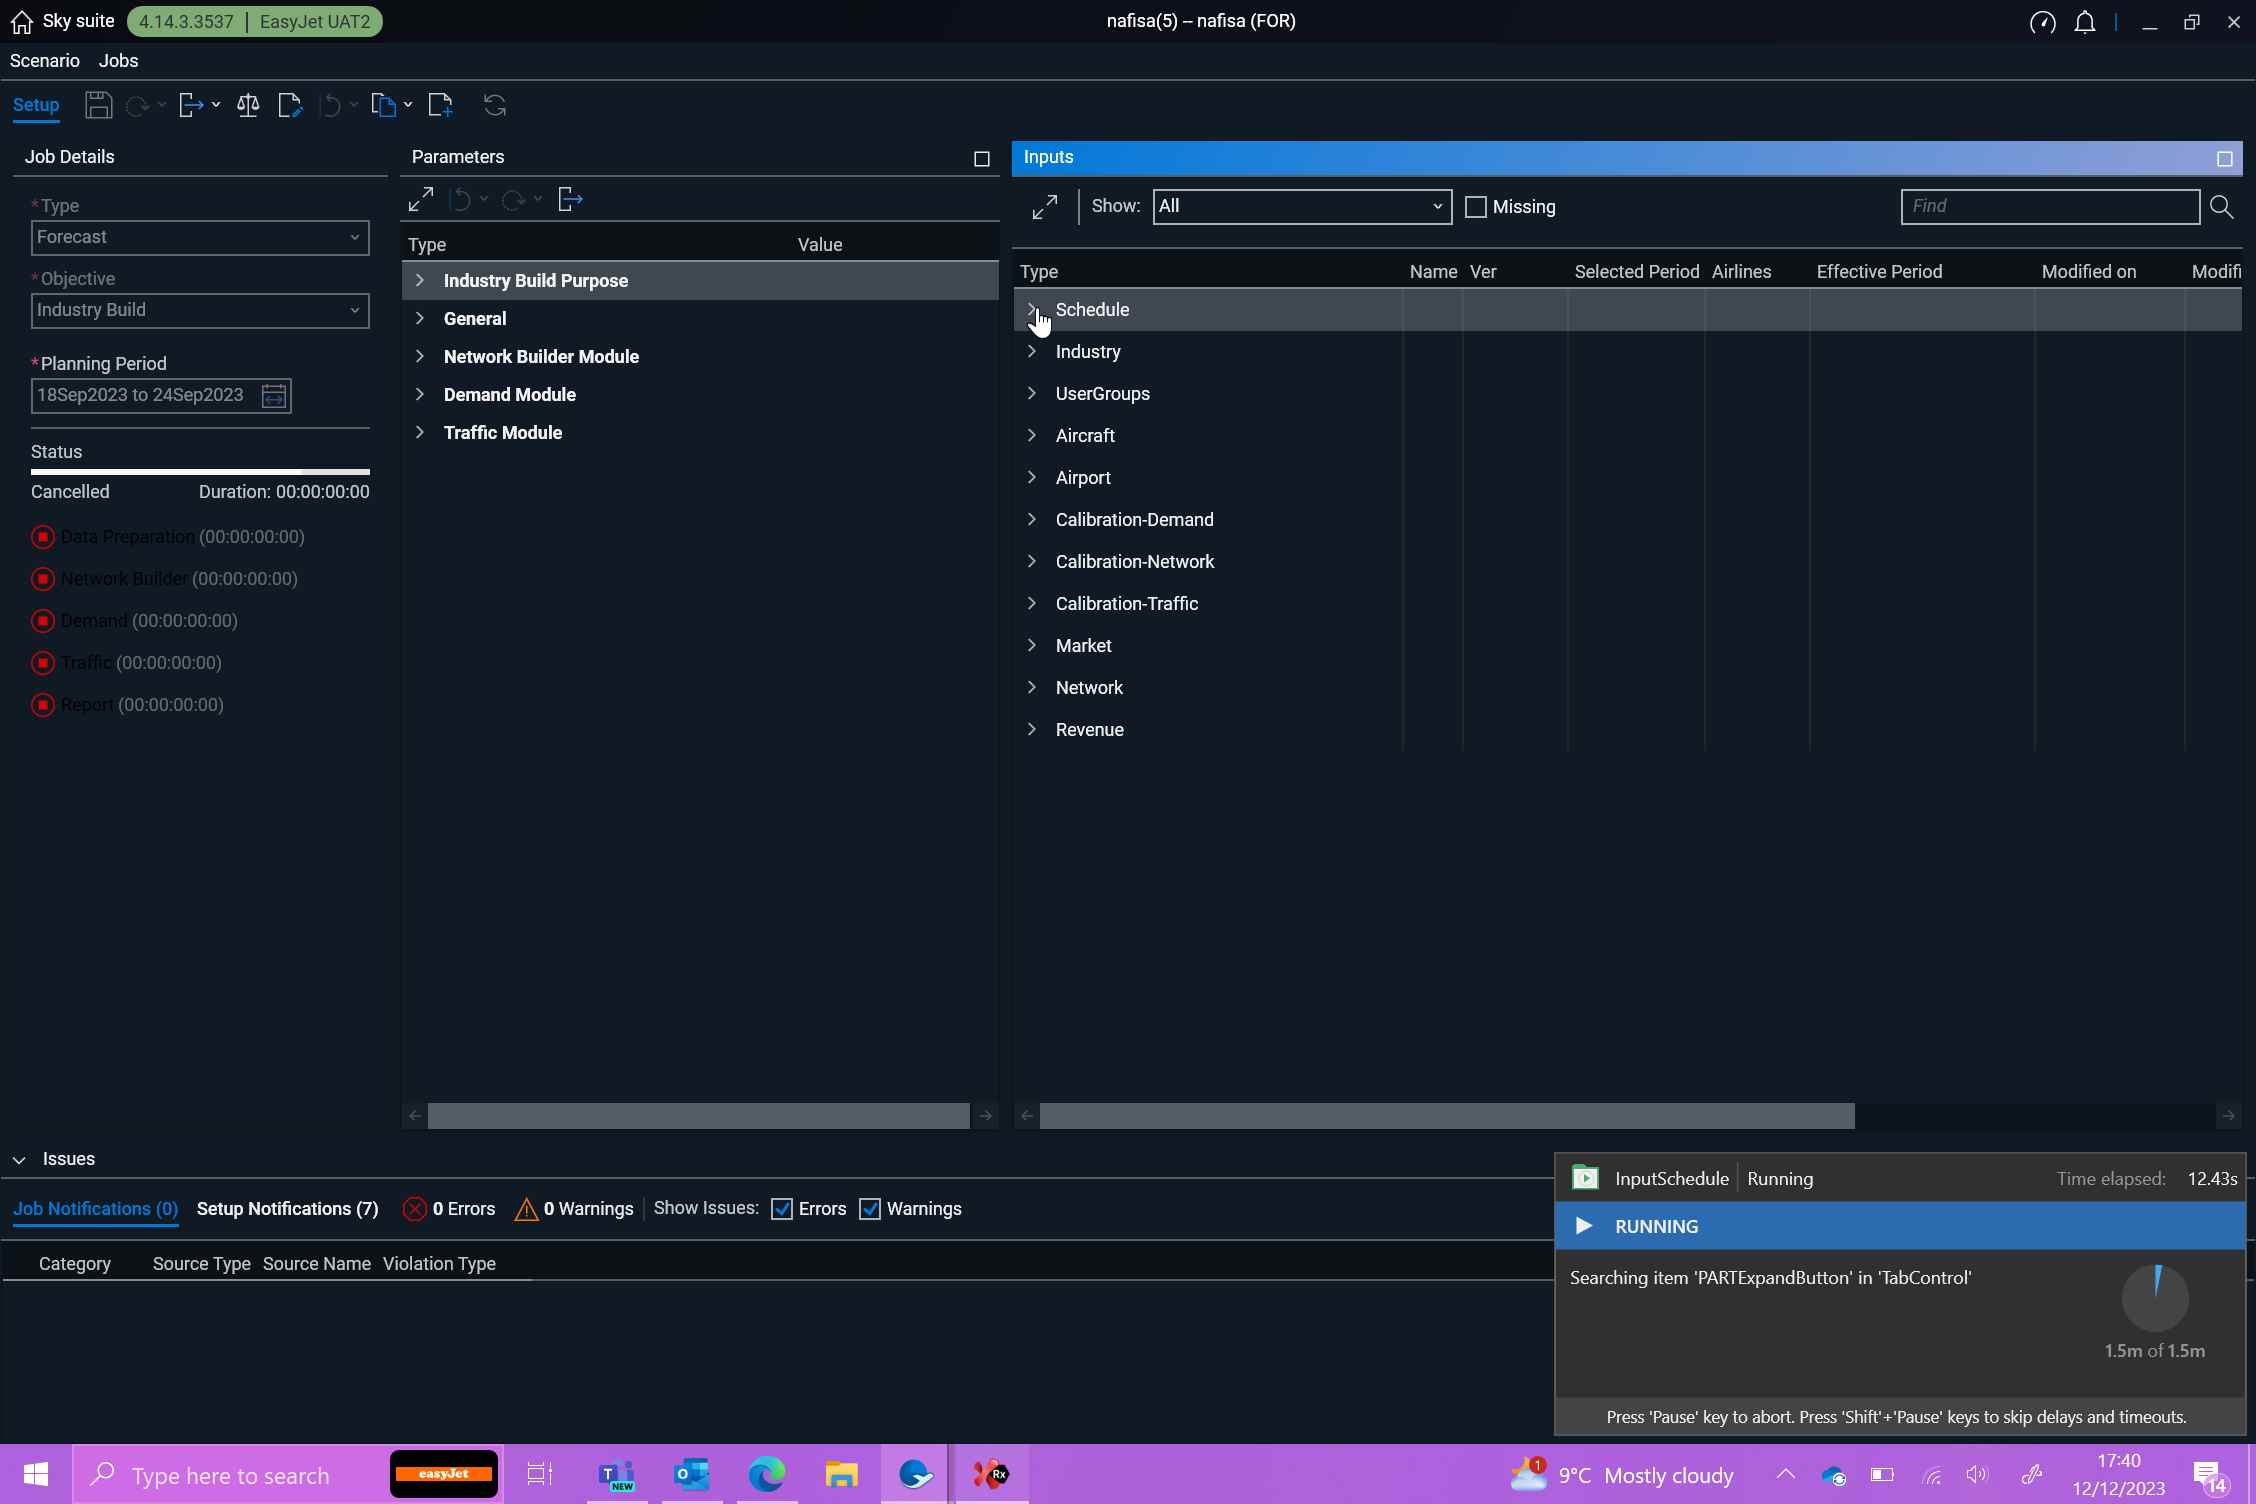 Sky suite 4.14.3.3537 | EasyJet UAT2 nafisa(5) – nafisa (FOR)
Scenario Jobs
Setup
Job Details
*Type
Forecast
*Objective
Industry Build
*Planning Period
18Sep2023 to 24Sep2023
Status
Cancelled Duration: 00:00:00:00
Data Preparation (00:00:00:00)
Network Builder (00:00:00:00)
Demand (00:00:00:00)
Traffic (00:00:00:00)
Report (00:00:00:00)
Parameters
Type Value
Industry Build Purpose
General
Network Builder Module
Demand Module
Traffic Module
Inputs
Show: All Missing Find
Type Name Ver Selected Period Airlines Effective Period Modified on Modifi
Schedule
Industry
UserGroups
Aircraft
Airport
Calibration-Demand
Calibration-Network
Calibration-Traffic
Market
Network
Revenue
Issues
Job Notifications (0) Setup Notifications (7) 0 Errors 0 Warnings Show Issues: Errors Warnings
Category Source Type Source Name Violation Type
InputSchedule | Running Time elapsed: 12.43s
RUNNING
Searching item 'PARTExpandButton' in 'TabControl'
1.5m of 1.5m
Press 'Pause' key to abort. Press 'Shift'+'Pause' keys to skip delays and timeouts.
Type here to search easyJet T NEW O Rx 1 9°C Mostly cloudy 17:40
12/12/2023 14